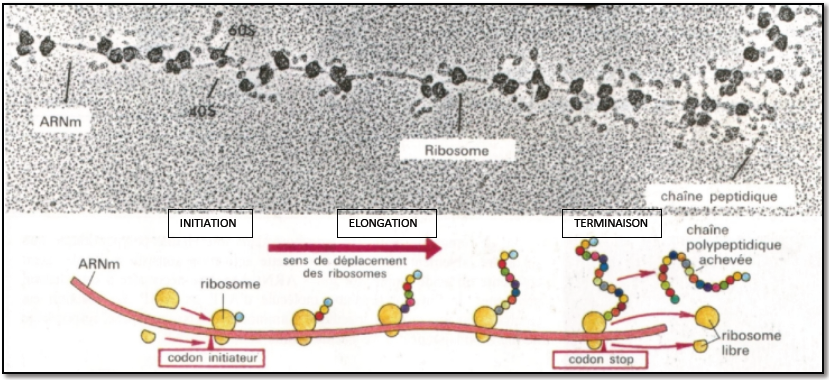 60S
ARNm
40S
Ribosome
chaîne peptidique
INITIATION
ELONGATION
TERMINAISON
sens de déplacement
des ribosomes
chaîne
polypeptidique
achevée
ARNm
ribosome
ribosome
libre
codon initiateur
codon stop